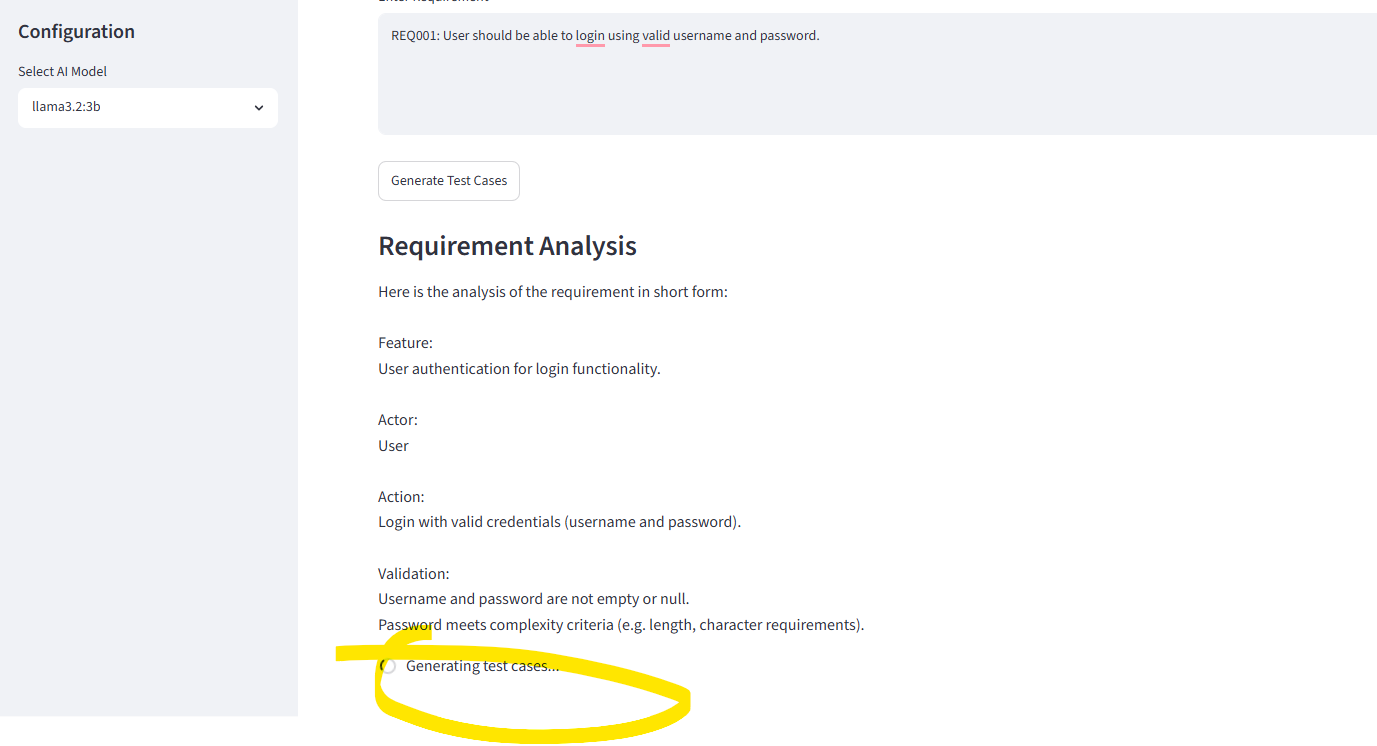 Configuration
Select AI Model
llama3.2:3b
Enter Requirement
REQ001: User should be able to login using valid username and password.
Generate Test Cases
Requirement Analysis
Here is the analysis of the requirement in short form:
Feature:
User authentication for login functionality.
Actor:
User
Action:
Login with valid credentials (username and password).
Validation:
Username and password are not empty or null.
Password meets complexity criteria (e.g. length, character requirements).
Generating test cases...